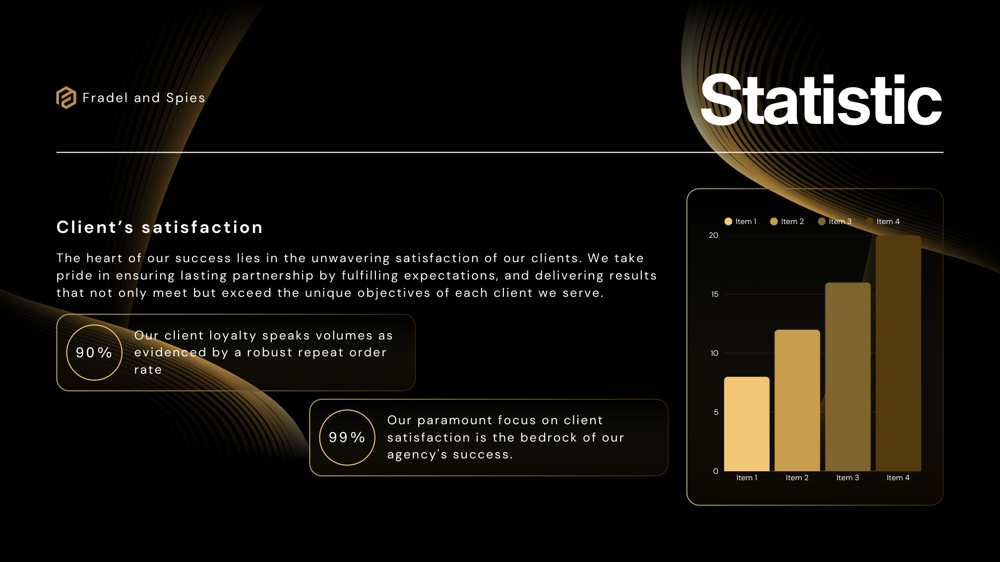 Fradel and Spies
Statistic
Client’s satisfaction
The heart of our success lies in the unwavering satisfaction of our clients. We take
pride in ensuring lasting partnership by fulfilling expectations, and delivering results
that not only meet but exceed the unique objectives of each client we serve.
90%
Our client loyalty speaks volumes as
evidenced by a robust repeat order
rate
99%
Our paramount focus on client
satisfaction is the bedrock of our
agency's success.
Item 1 Item 2 Item 3 Item 4
20
15
10
5
0
Item 1 Item 2 Item 3 Item 4